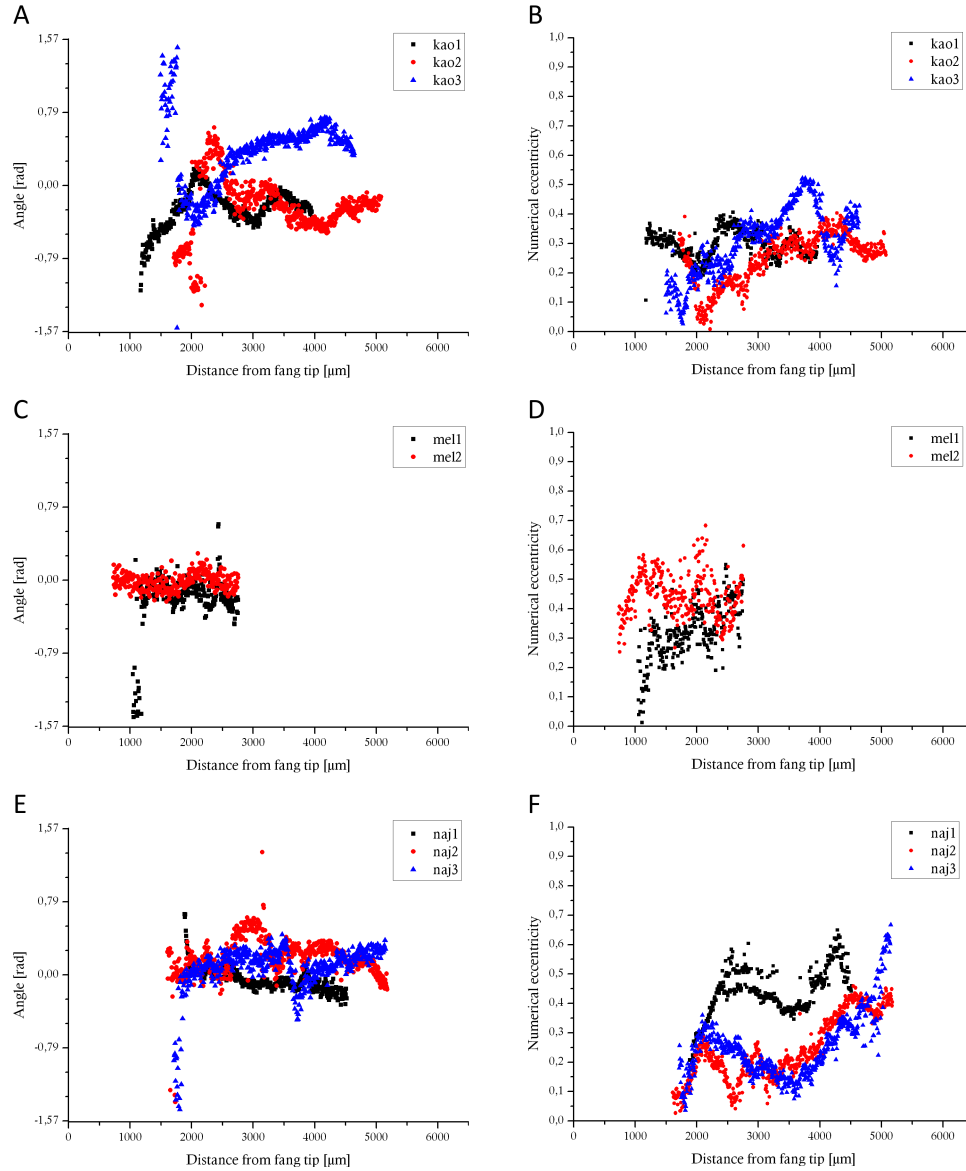 A
1,57
0,79
0,00
-0,79
-1,57
Angle [rad]
0 1000 2000 3000 4000 5000 6000
Distance from fang tip [µm]
kao1
kao2
kao3
B
1,0
0,9
0,8
0,7
0,6
0,5
0,4
0,3
0,2
0,1
0,0
Numerical eccentricity
0 1000 2000 3000 4000 5000 6000
Distance from fang tip [µm]
kao1
kao2
kao3
C
1,57
0,79
0,00
-0,79
-1,57
Angle [rad]
0 1000 2000 3000 4000 5000 6000
Distance from fang tip [µm]
mel1
mel2
D
1,0
0,9
0,8
0,7
0,6
0,5
0,4
0,3
0,2
0,1
0,0
Numerical eccentricity
0 1000 2000 3000 4000 5000 6000
Distance from fang tip [µm]
mel1
mel2
E
1,57
0,79
0,00
-0,79
-1,57
Angle [rad]
0 1000 2000 3000 4000 5000 6000
Distance from fang tip [µm]
naj1
naj2
naj3
F
1,0
0,9
0,8
0,7
0,6
0,5
0,4
0,3
0,2
0,1
0,0
Numerical eccentricity
0 1000 2000 3000 4000 5000 6000
Distance from fang tip [µm]
naj1
naj2
naj3